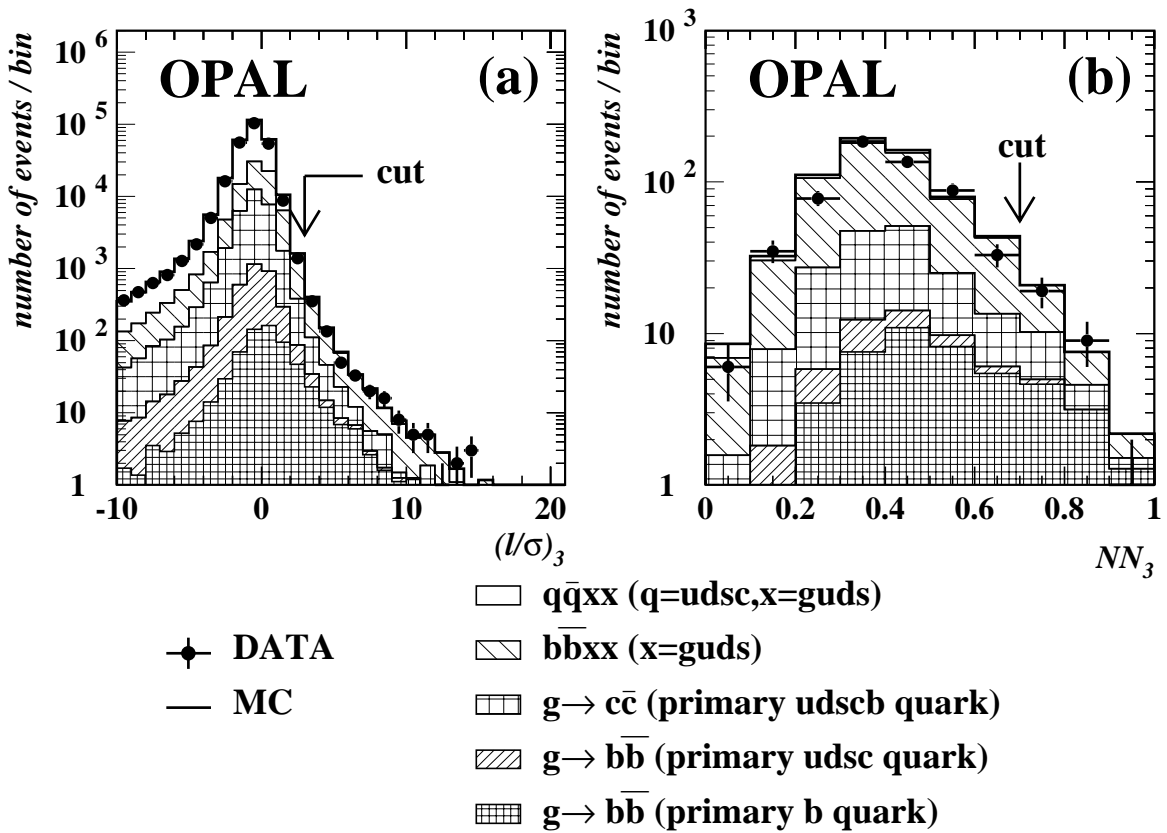 OPAL (a)
number of events / bin
10 6
10 5
10 4
10 3
10 2
10
1
cut
-10 0 10 20
(l/σ)3
OPAL (b)
number of events / bin
10 3
10 2
10
1
cut
0 0.2 0.4 0.6 0.8 1
NN3
DATA
MC
qq̄xx (q=udsc,x=guds)
bb̅xx (x=guds)
g→ cc̄ (primary udscb quark)
g→ bb̅ (primary udsc quark)
g→ bb̅ (primary b quark)